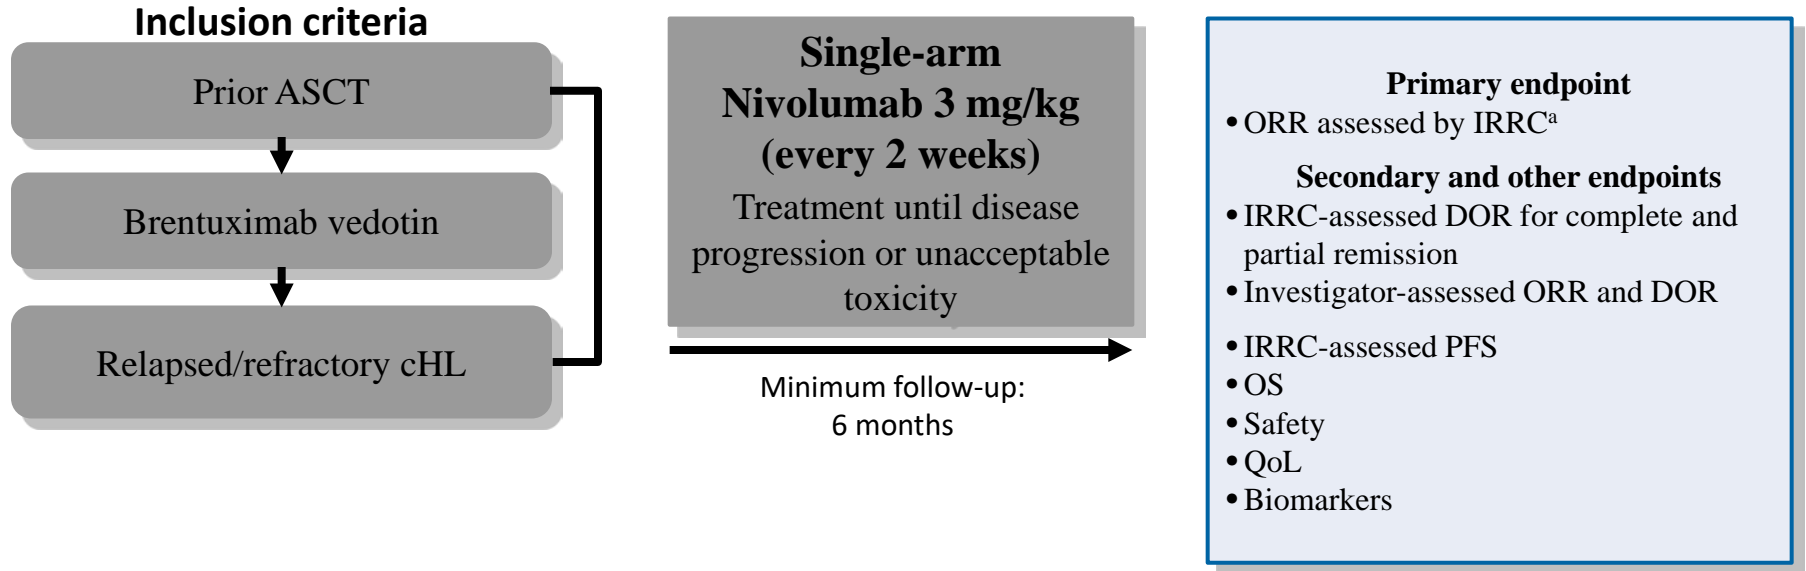 Inclusion criteria
Prior ASCT
Brentuximab vedotin
Relapsed/refractory cHL
Single-arm
Nivolumab 3 mg/kg
(every 2 weeks)
Treatment until disease
progression or unacceptable
toxicity
Minimum follow-up:
6 months
Primary endpoint
• ORR assessed by IRRCᵃ
Secondary and other endpoints
• IRRC-assessed DOR for complete and
partial remission
• Investigator-assessed ORR and DOR
• IRRC-assessed PFS
• OS
• Safety
• QoL
• Biomarkers